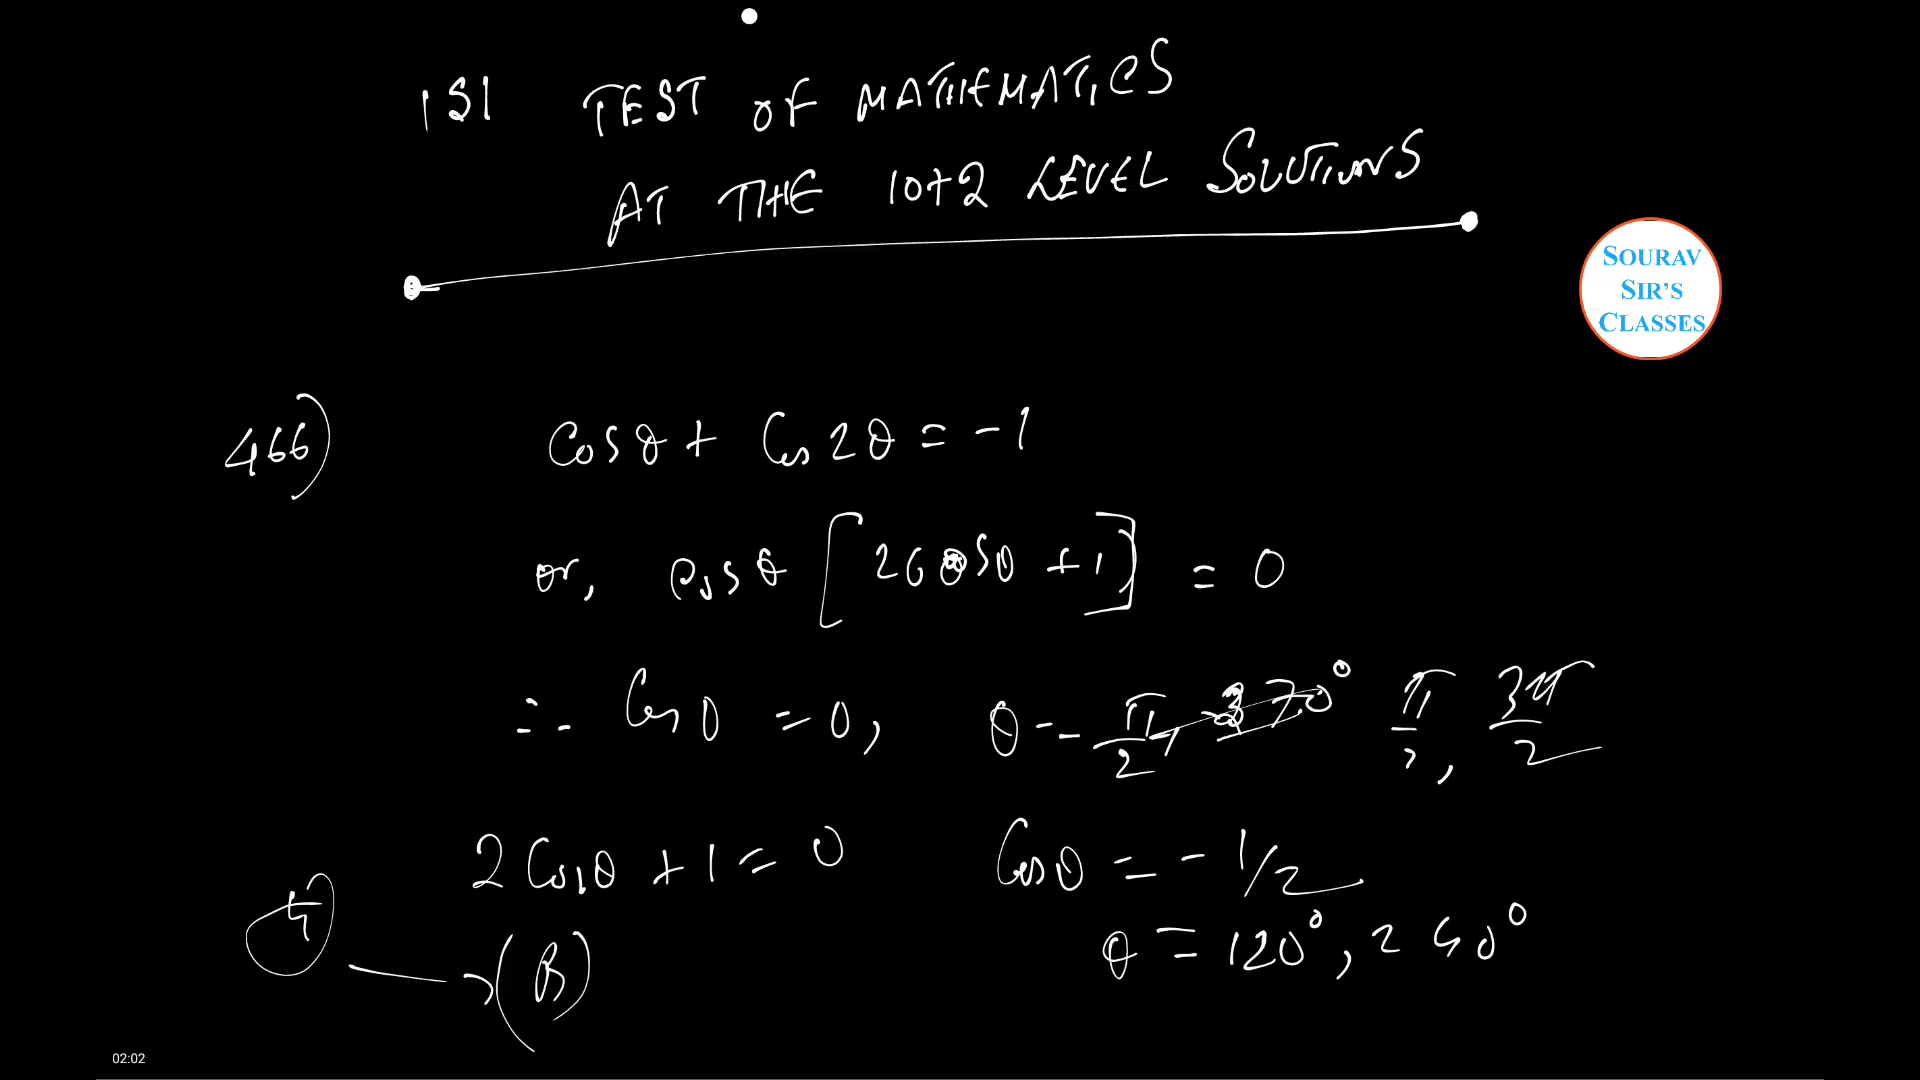 ISI TEST OF MATHEMATICS
AT THE 10+2 LEVEL SOLUTIONS
SOURAV
SIR'S
CLASSES
466)
Cosθ + Cos2θ = -1
or, cosθ [2Cosθ + 1] = 0
∴ Cosθ = 0, θ = π/2, 370° π/2, 3π/2
2Cosθ + 1 = 0 Cosθ = -1/2
4 → (B) θ = 120°, 240°
02:02